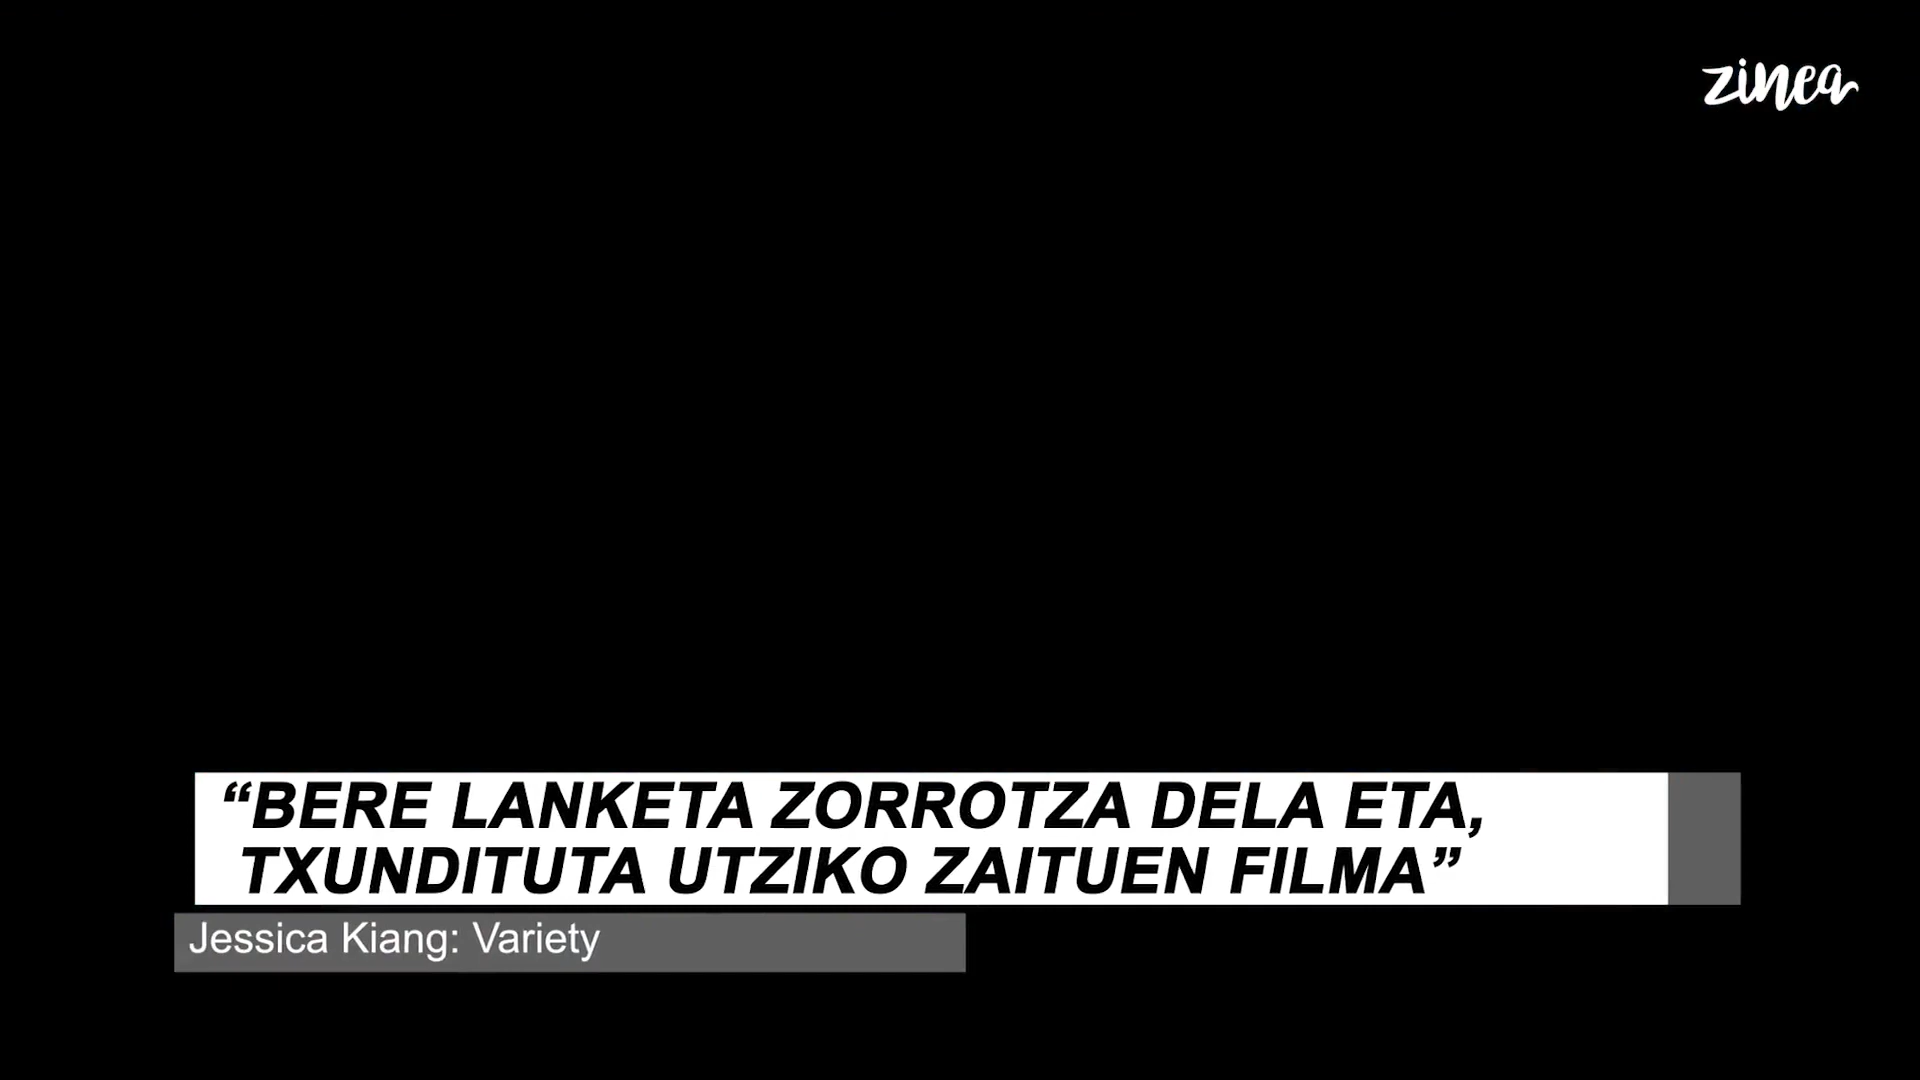 zinea
“BERE LANKETA ZORROTZA DELA ETA,
TXUNDITUTA UTZIKO ZAITUEN FILMA”
Jessica Kiang: Variety